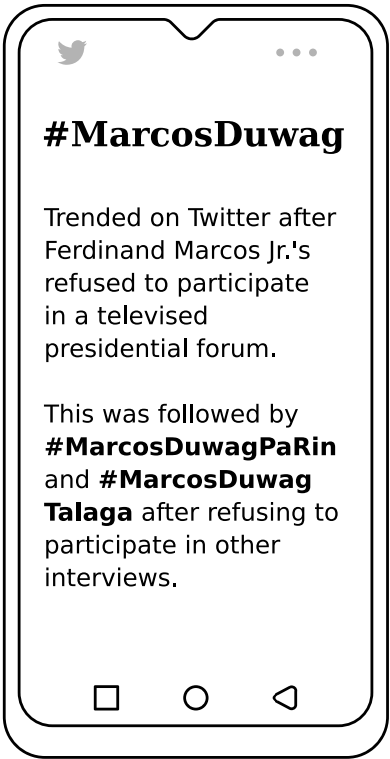 #MarcosDuwag
Trended on Twitter after
Ferdinand Marcos Jr.'s
refused to participate
in a televised
presidential forum.
This was followed by
#MarcosDuwagPaRin
and #MarcosDuwag
Talaga after refusing to
participate in other
interviews.